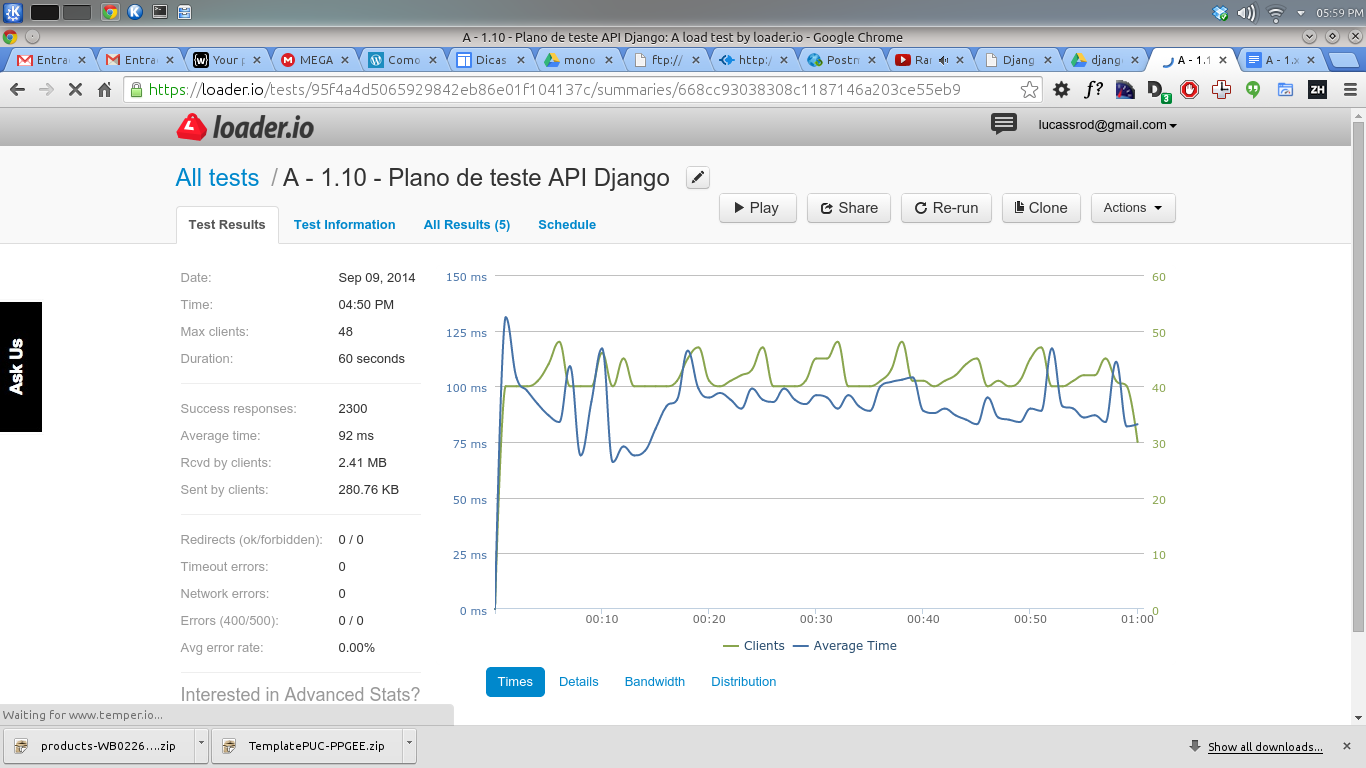 05:59 PM
A - 1.10 - Plano de teste API Django: A load test by loader.io - Google Chrome
Entra
Entra
Your p
MEGA
Como
Dicas
mono
ftp://
http:/
Postm
Ra
Djang
djang
A - 1.1
A - 1.x
https://loader.io/tests/95f4a4d5065929842eb86e01f104137c/summaries/668cc93038308c1187146a203ce55eb9
f?
D
3
ZH
loader.io
lucassrod@gmail.com
All tests / A - 1.10 - Plano de teste API Django
Play
Share
Re-run
Clone
Actions
Test Results
Test Information
All Results (5)
Schedule
Ask Us
Date: Sep 09, 2014
Time: 04:50 PM
Max clients: 48
Duration: 60 seconds
Success responses: 2300
Average time: 92 ms
Rcvd by clients: 2.41 MB
Sent by clients: 280.76 KB
Redirects (ok/forbidden): 0 / 0
Timeout errors: 0
Network errors: 0
Errors (400/500): 0 / 0
Avg error rate: 0.00%
Interested in Advanced Stats?
150 ms
125 ms
100 ms
75 ms
50 ms
25 ms
0 ms
60
50
40
30
20
10
0
00:10
00:20
00:30
00:40
00:50
01:00
Clients
Average Time
Times
Details
Bandwidth
Distribution
Waiting for www.temper.io...
products-WB0226....zip
TemplatePUC-PPGEE.zip
Show all downloads...